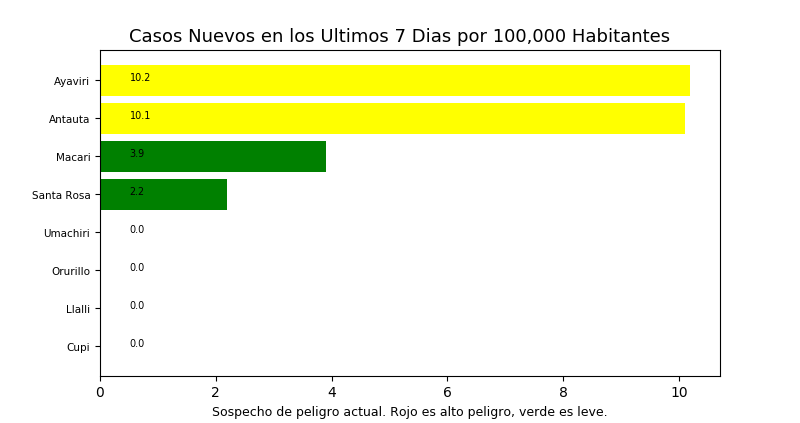 Casos Nuevos en los Ultimos 7 Dias por 100,000 Habitantes
Ayaviri 10.2
Antauta 10.1
Macari 3.9
Santa Rosa 2.2
Umachiri 0.0
Orurillo 0.0
Llalli 0.0
Cupi 0.0
0 2 4 6 8 10
Sospecho de peligro actual. Rojo es alto peligro, verde es leve.